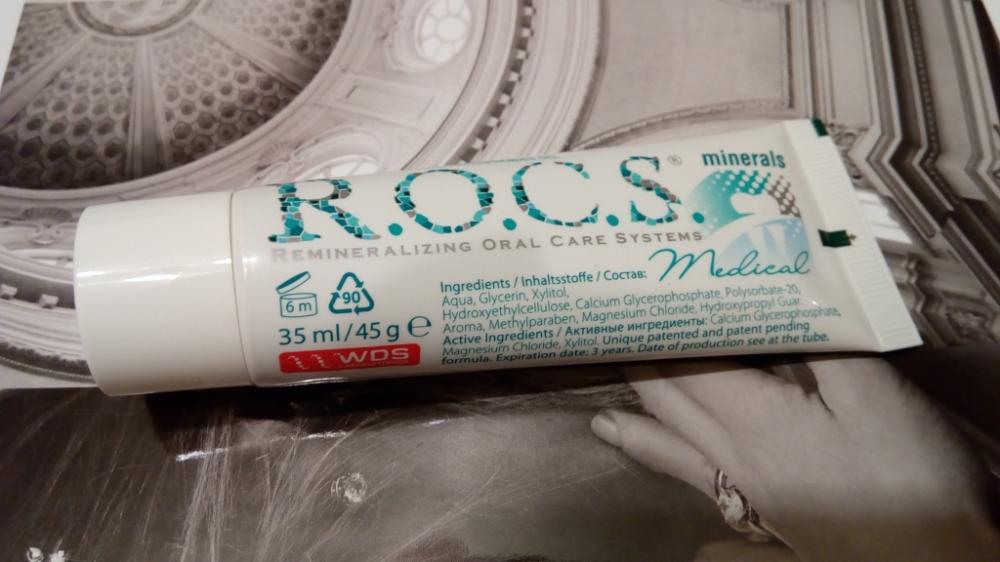 R.O.C.S.® minerals
REMINERALIZING ORAL CARE SYSTEMS
Medical
6 m
90
35 ml/45 g e
WDS
Ingredients / Inhaltsstoffe / Состав:
Aqua, Glycerin, Xylitol,
Hydroxyethylcellulose, Calcium Glycerophosphate, Polysorbate-20,
Aroma, Methylparaben, Magnesium Chloride, Hydroxypropyl Guar.
Active Ingredients / Активные ингредиенты: Calcium Glycerophosphate,
Magnesium Chloride, Xylitol. Unique patented and patent pending
formula. Expiration date: 3 years. Date of production see at the tube.